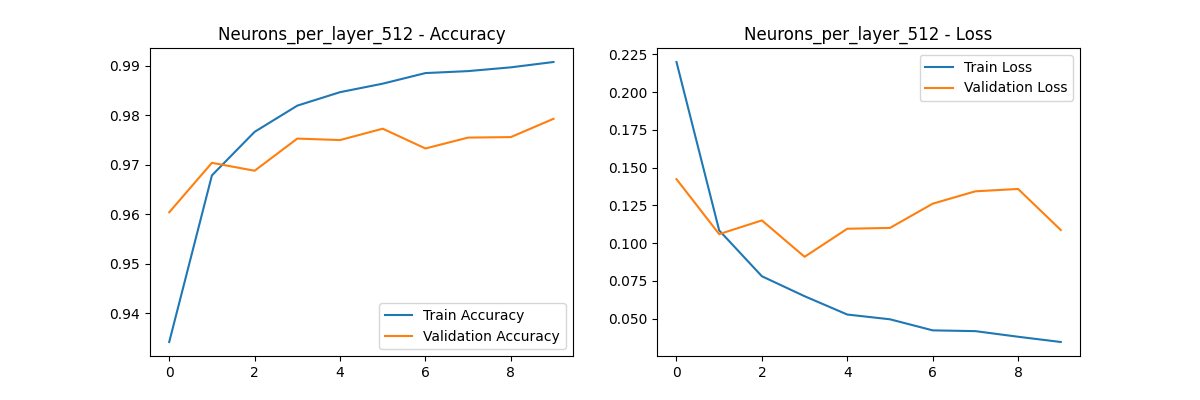 Neurons_per_layer_512 - Accuracy
0.99
0.98
0.97
0.96
0.95
0.94
Train Accuracy
Validation Accuracy
0 2 4 6 8
Neurons_per_layer_512 - Loss
0.225
0.200
0.175
0.150
0.125
0.100
0.075
0.050
Train Loss
Validation Loss
0 2 4 6 8